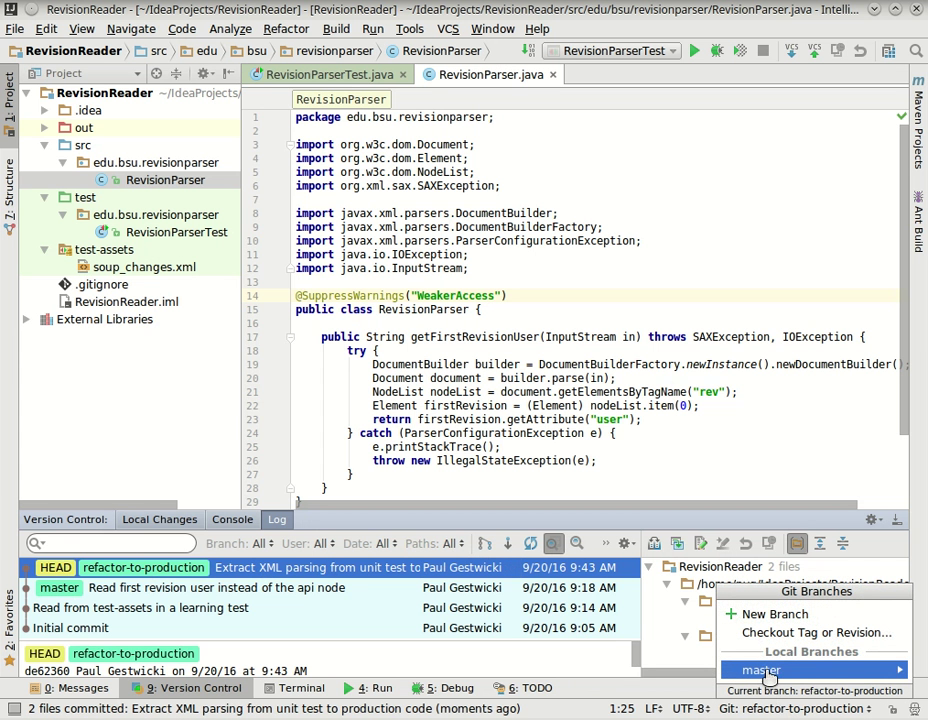 RevisionReader - [~/IdeaProjects/RevisionReader] - [RevisionReader] - ~/IdeaProjects/RevisionReader/src/edu/bsu/revisionparser/RevisionParser.java - Intelli...
File Edit View Navigate Code Analyze Refactor Build Run Tools VCS Window Help
RevisionReader src edu bsu revisionparser RevisionParser RevisionParserTest VCS VCS
1: Project
7: Structure
2: Favorites
Project
RevisionReader ~/IdeaProjects/
.idea
out
src
edu.bsu.revisionparser
RevisionParser
test
edu.bsu.revisionparser
RevisionParserTest
test-assets
soup_changes.xml
.gitignore
RevisionReader.iml
External Libraries
RevisionParserTest.java RevisionParser.java
RevisionParser
1 package edu.bsu.revisionparser;
2
3 import org.w3c.dom.Document;
4 import org.w3c.dom.Element;
5 import org.w3c.dom.NodeList;
6 import org.xml.sax.SAXException;
7
8 import javax.xml.parsers.DocumentBuilder;
9 import javax.xml.parsers.DocumentBuilderFactory;
10 import javax.xml.parsers.ParserConfigurationException;
11 import java.io.IOException;
12 import java.io.InputStream;
13
14 @SuppressWarnings("WeakerAccess")
15 public class RevisionParser {
16
17 public String getFirstRevisionUser(InputStream in) throws SAXException, IOException {
18 try {
19 DocumentBuilder builder = DocumentBuilderFactory.newInstance().newDocumentBuilder();
20 Document document = builder.parse(in);
21 NodeList nodeList = document.getElementsByTagName("rev");
22 Element firstRevision = (Element) nodeList.item(0);
23 return firstRevision.getAttribute("user");
24 } catch (ParserConfigurationException e) {
25 e.printStackTrace();
26 throw new IllegalStateException(e);
27 }
28 }
29 }
Maven Projects
Ant Build
Version Control: Local Changes Console Log
Branch: All User: All Date: All Paths: All
HEAD refactor-to-production Extract XML parsing from unit test to Paul Gestwicki 9/20/16 9:43 AM
master Read first revision user instead of the api node Paul Gestwicki 9/20/16 9:18 AM
Read from test-assets in a learning test Paul Gestwicki 9/20/16 9:14 AM
Initial commit Paul Gestwicki 9/20/16 9:05 AM
HEAD refactor-to-production
de62360 Paul Gestwicki on 9/20/16 at 9:43 AM
RevisionReader 2 files
Git Branches
New Branch
Checkout Tag or Revision...
Local Branches
master
Current branch: refactor-to-production
0: Messages 9: Version Control Terminal 4: Run 5: Debug 6: TODO
2 files committed: Extract XML parsing from unit test to production code (moments ago) 1:25 LF UTF-8 Git: refactor-to-production